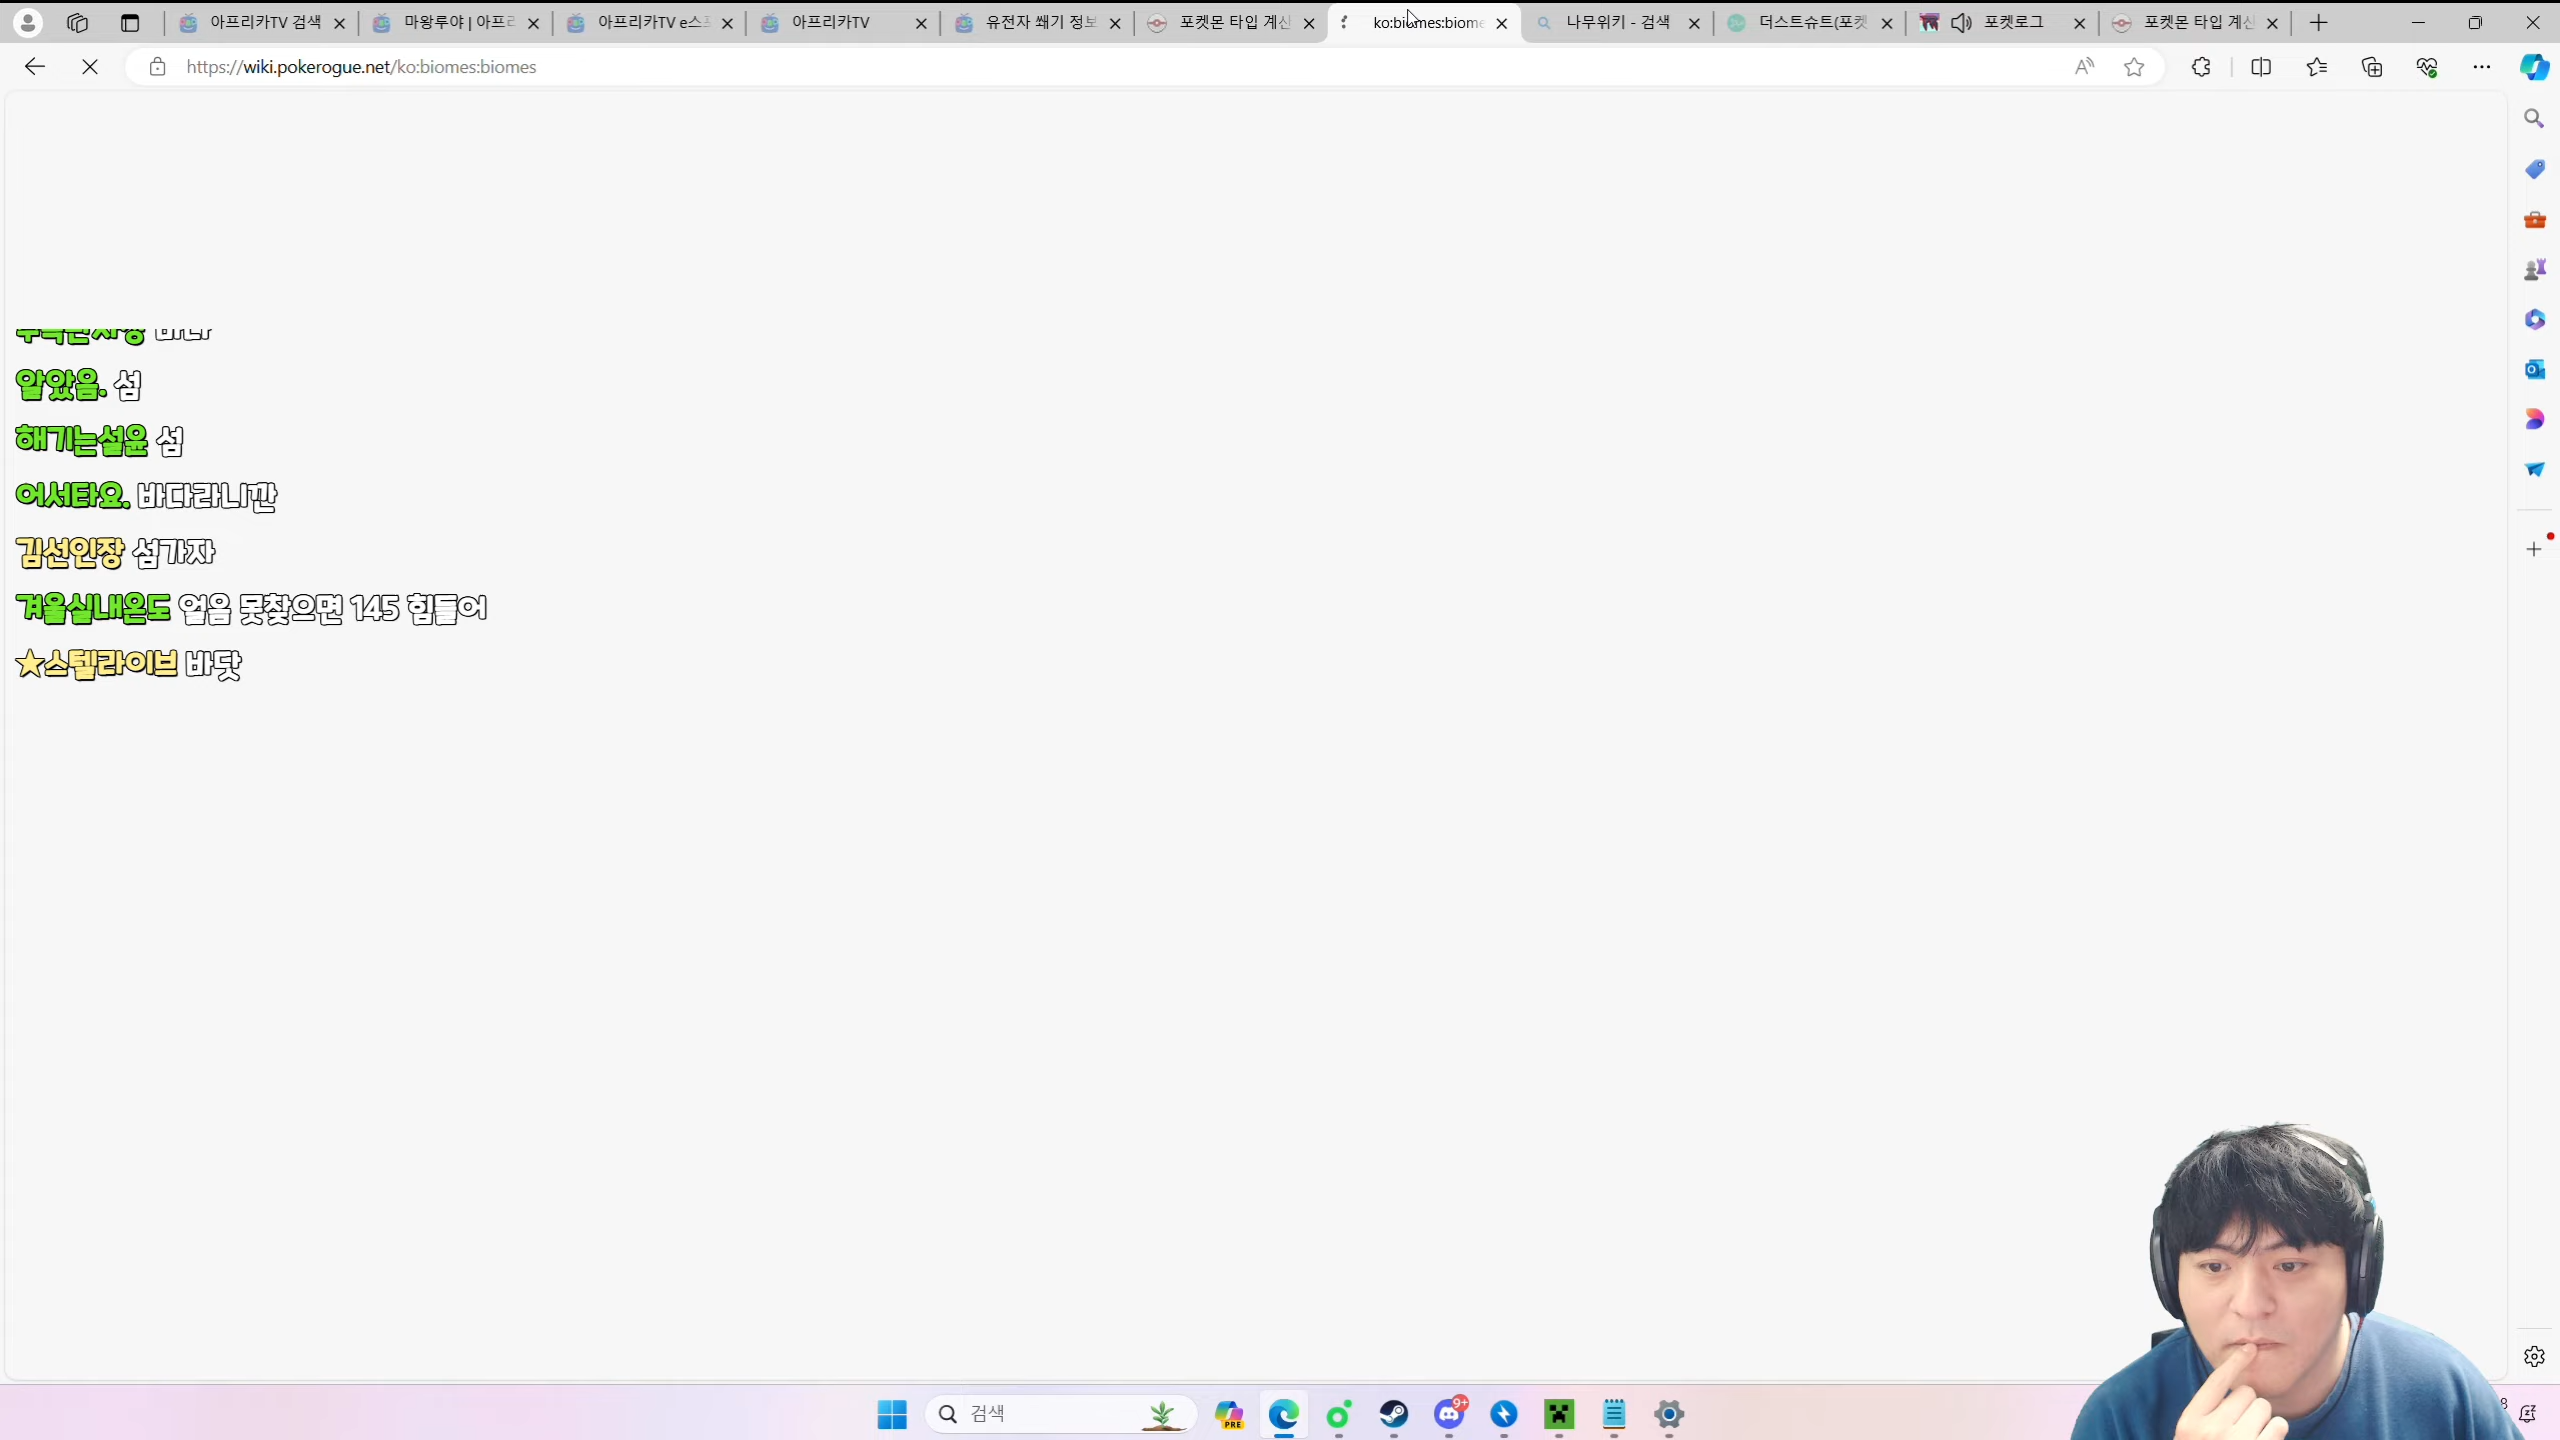 아프리카TV 검색
마왕루야 | 아프리
아프리카TV e스포
아프리카TV
유전자 쐐기 정보
포켓몬 타입 계산
ko:biomes:biome
나무위키 - 검색
더스트슈트(포켓
포켓로그
포켓몬 타입 계산
https://wiki.pokerogue.net/ko:biomes:biomes
알았음. 섬
해기는설윤 섬
어서타요. 바다라니깐
김선인장 섬가자
겨울실내온도 얼음 못찾으면 145 힘들어
★스텔라이브 바닷
검색
PRE
9+
8